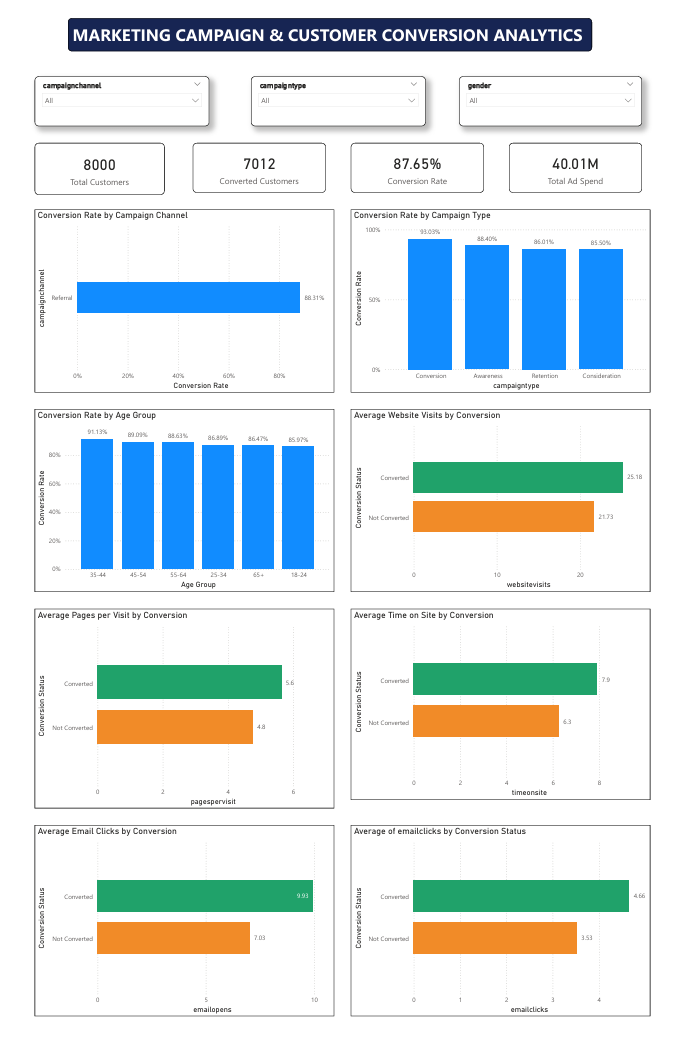 MARKETING CAMPAIGN & CUSTOMER CONVERSION ANALYTICS
campaignchannel
All
campaigntype
All
gender
All
8000
Total Customers
7012
Converted Customers
87.65%
Conversion Rate
40.01M
Total Ad Spend
Conversion Rate by Campaign Channel
campaignchannel
Referral
88.31%
0% 20% 40% 60% 80%
Conversion Rate
Conversion Rate by Campaign Type
Conversion Rate
100%
50%
0%
93.03% 88.40% 86.01% 85.50%
Conversion Awareness Retention Consideration
campaigntype
Conversion Rate by Age Group
Conversion Rate
80%
60%
40%
20%
0%
91.13% 89.09% 88.63% 86.89% 86.47% 85.97%
35-44 45-54 55-64 25-34 65+ 18-24
Age Group
Average Website Visits by Conversion
Conversion Status
Converted 25.18
Not Converted 21.73
0 10 20
websitevisits
Average Pages per Visit by Conversion
Conversion Status
Converted 5.6
Not Converted 4.8
0 2 4 6
pagespervisit
Average Time on Site by Conversion
Conversion Status
Converted 7.9
Not Converted 6.3
0 2 4 6 8
timeonsite
Average Email Clicks by Conversion
Conversion Status
Converted 9.93
Not Converted 7.03
0 5 10
emailopens
Average of emailclicks by Conversion Status
Conversion Status
Converted 4.66
Not Converted 3.53
0 1 2 3 4
emailclicks